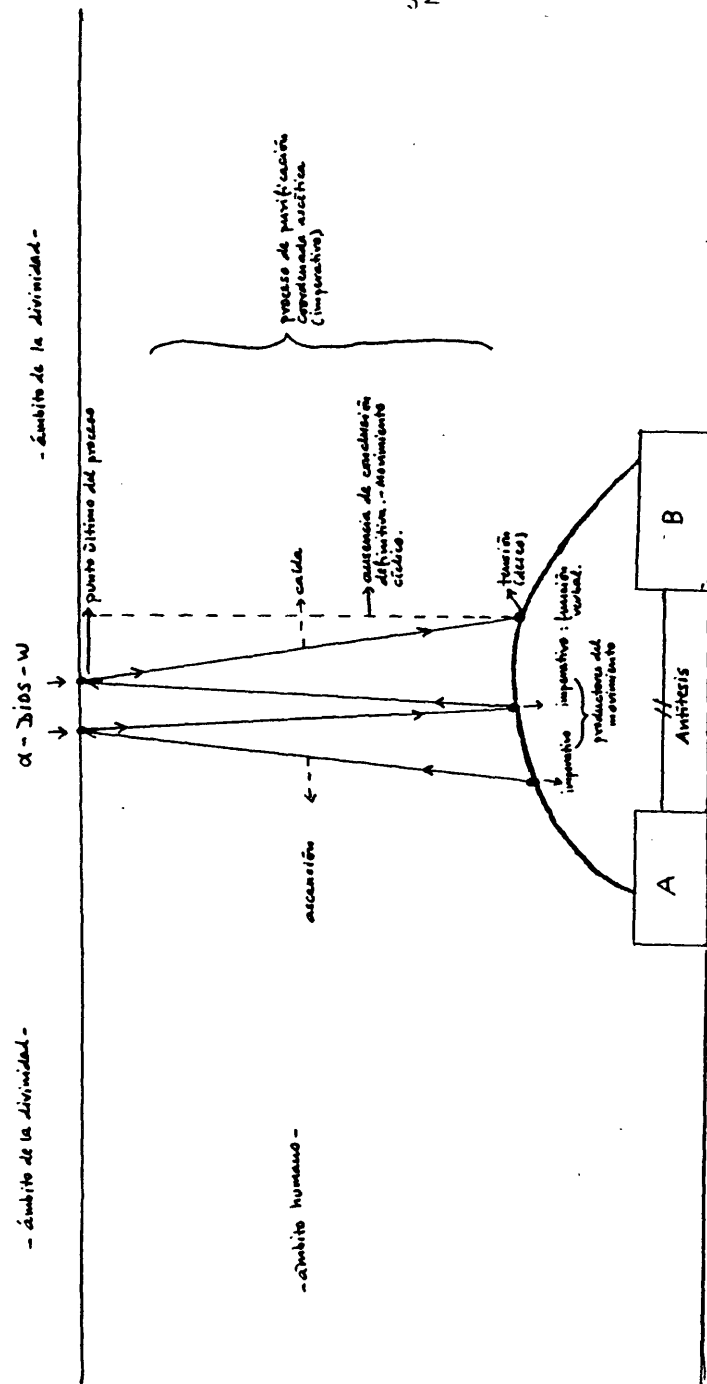 - ámbito de la divinidad -
α - DIOS - W
- ámbito de la divinidad -
punto último del proceso
ascensión
caída
ausencia de conclusión
definitiva. - Movimiento
cíclico.
proceso de purificación
coordenada ascética
(imperativo)
- ámbito humano -
tensión
(deseo)
imperativo imperativo : función
verbal.
productores del
movimiento
A
B
Antítesis